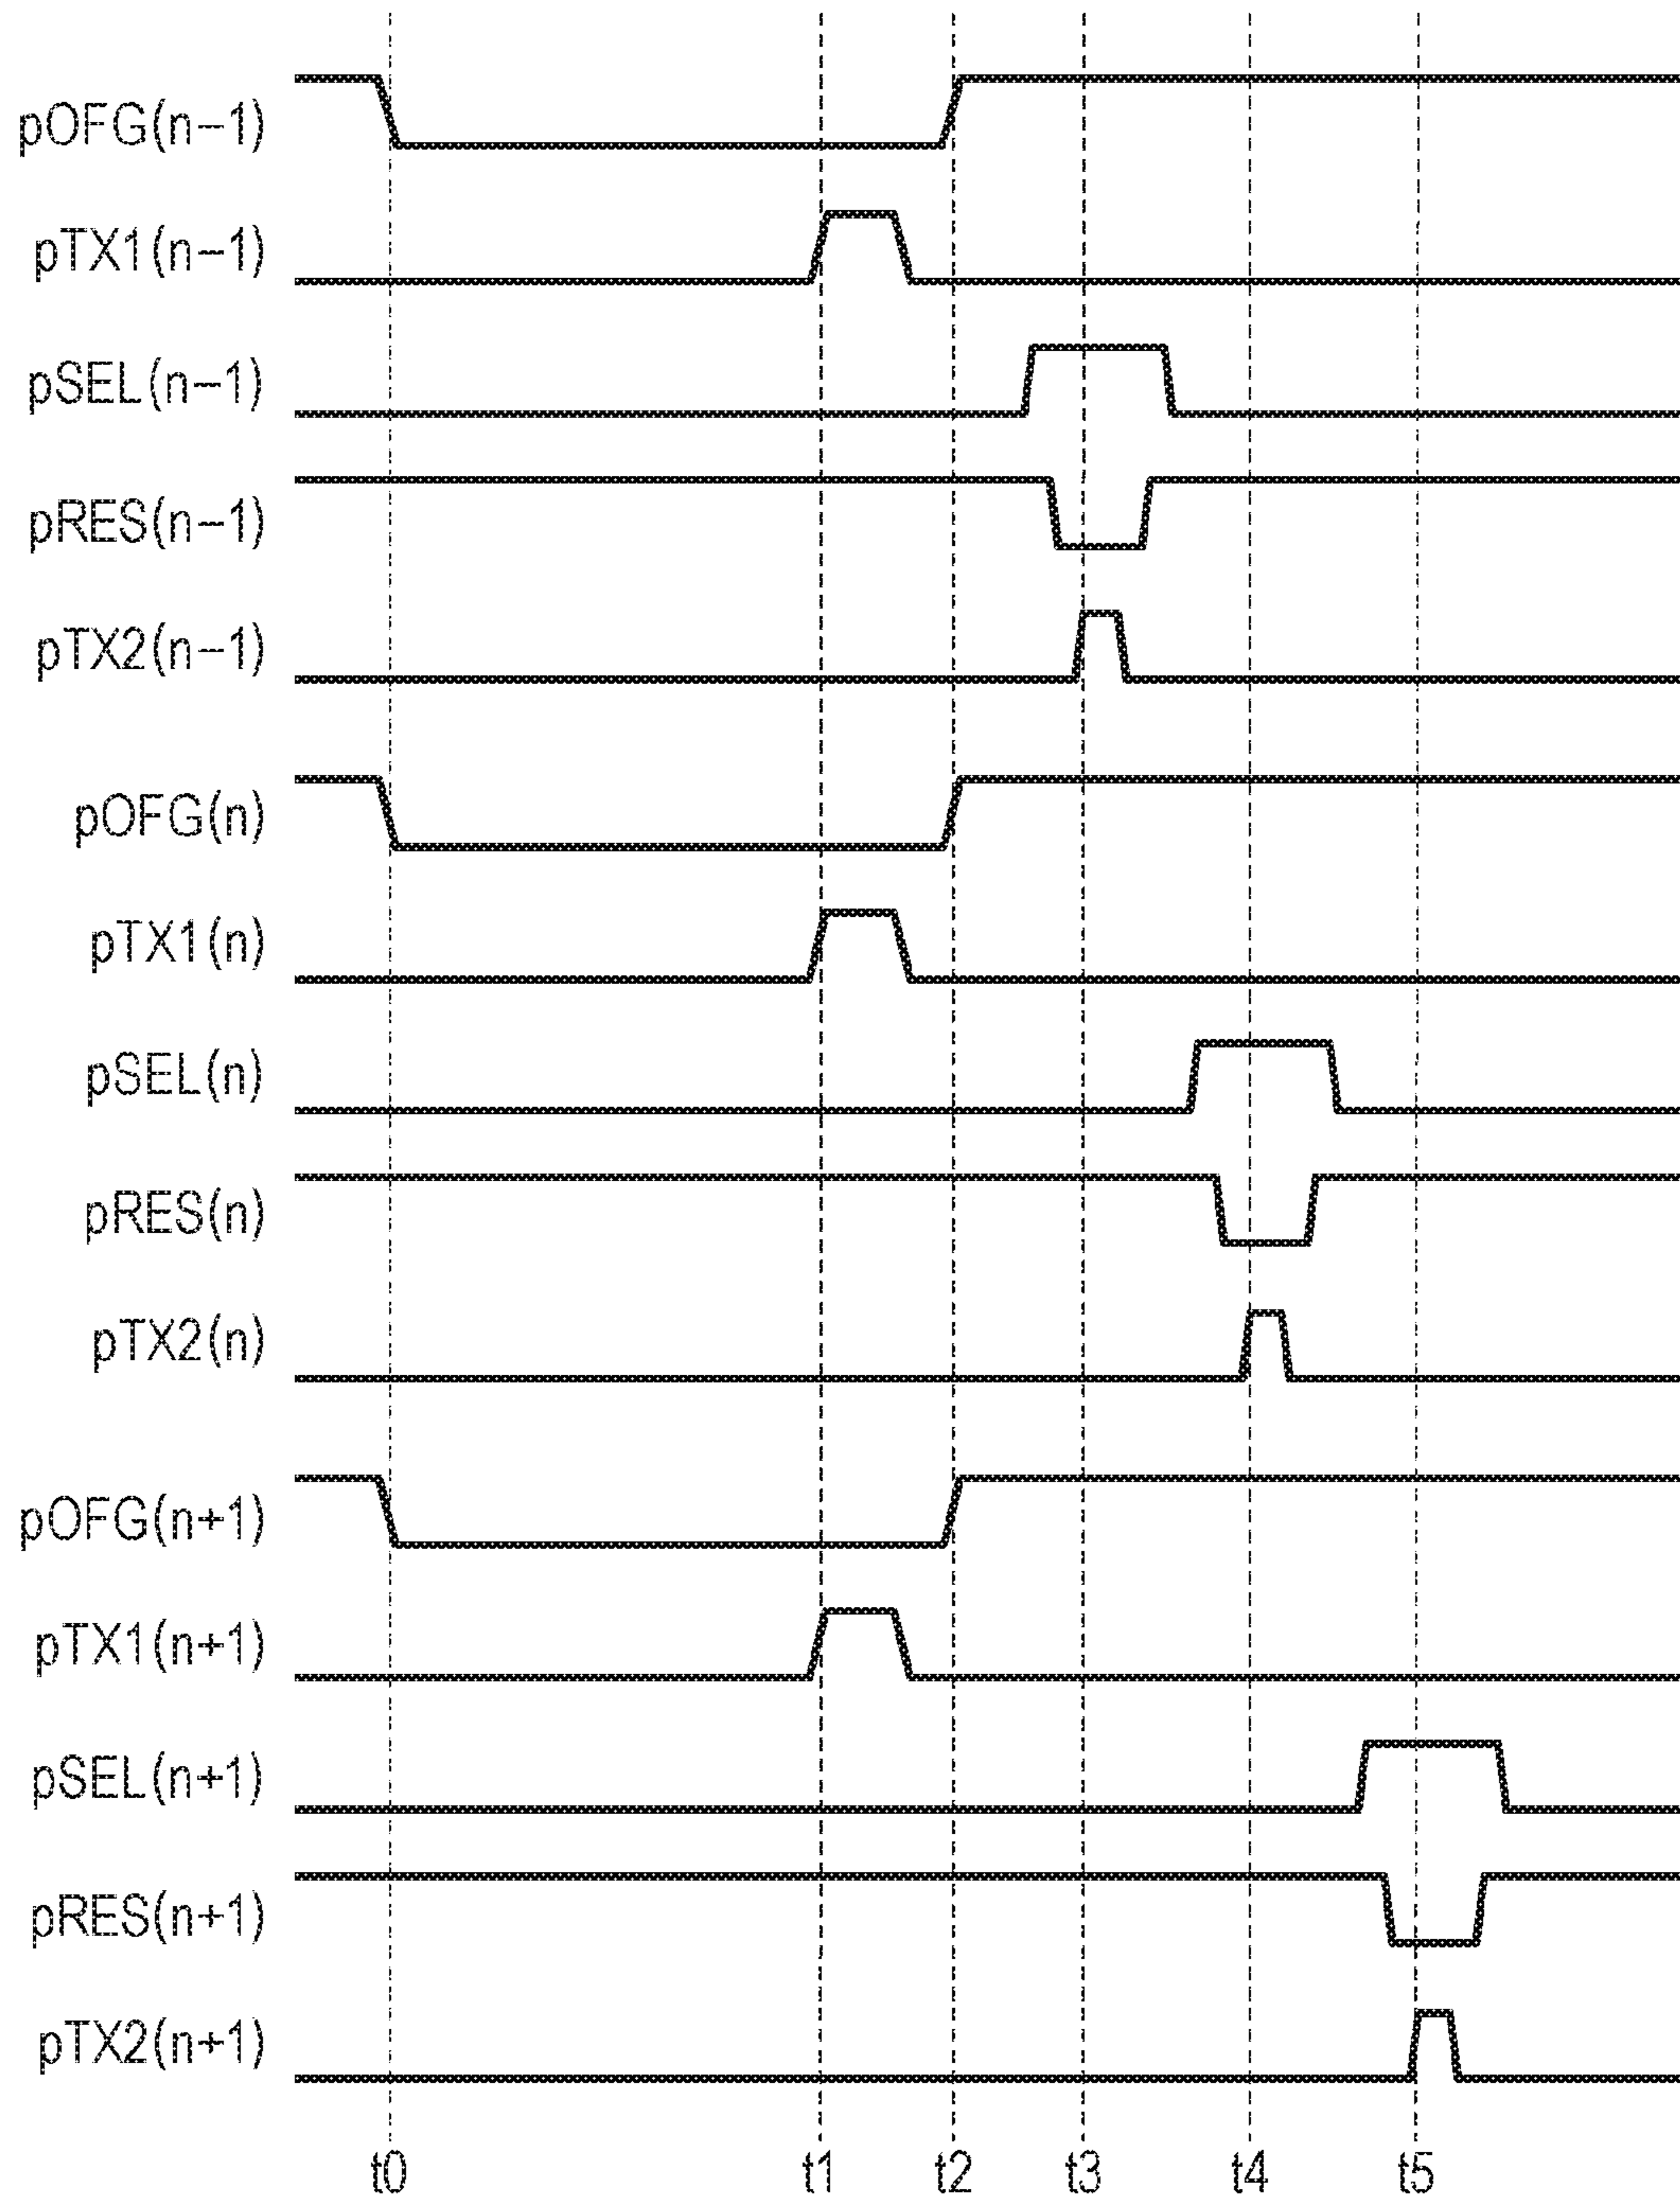 pOFG(n−1)
pTX1(n−1)
pSEL(n−1)
pRES(n−1)
pTX2(n−1)
pOFG(n)
pTX1(n)
pSEL(n)
pRES(n)
pTX2(n)
pOFG(n+1)
pTX1(n+1)
pSEL(n+1)
pRES(n+1)
pTX2(n+1)
t0 t1 t2 t3 t4 t5